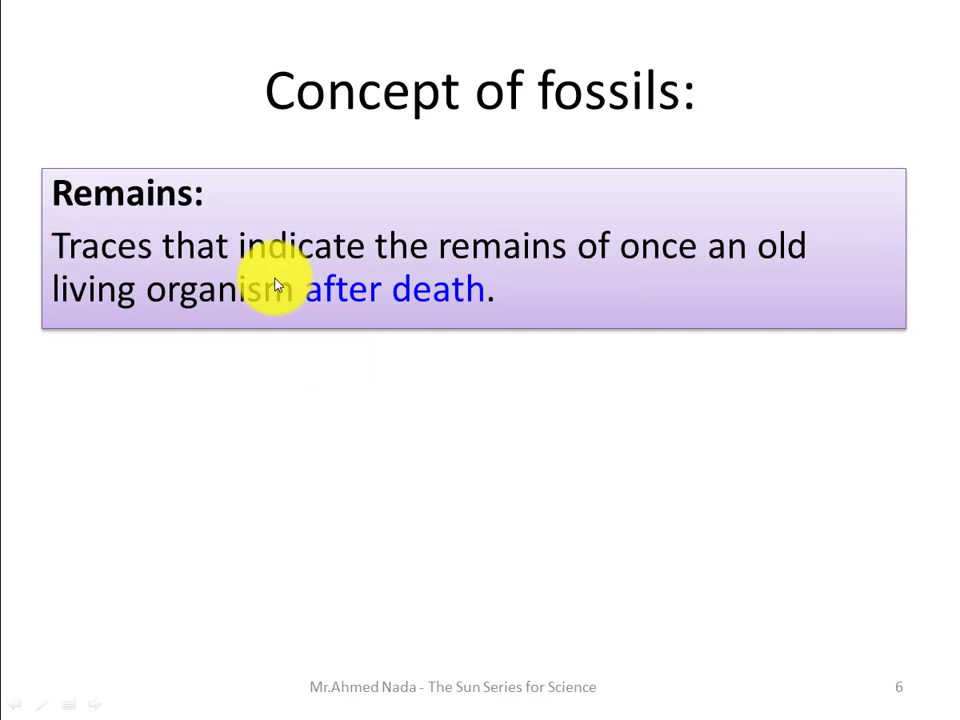 Concept of fossils:
Remains:
Traces that indicate the remains of once an old
living organism after death.
Mr.Ahmed Nada - The Sun Series for Science
6